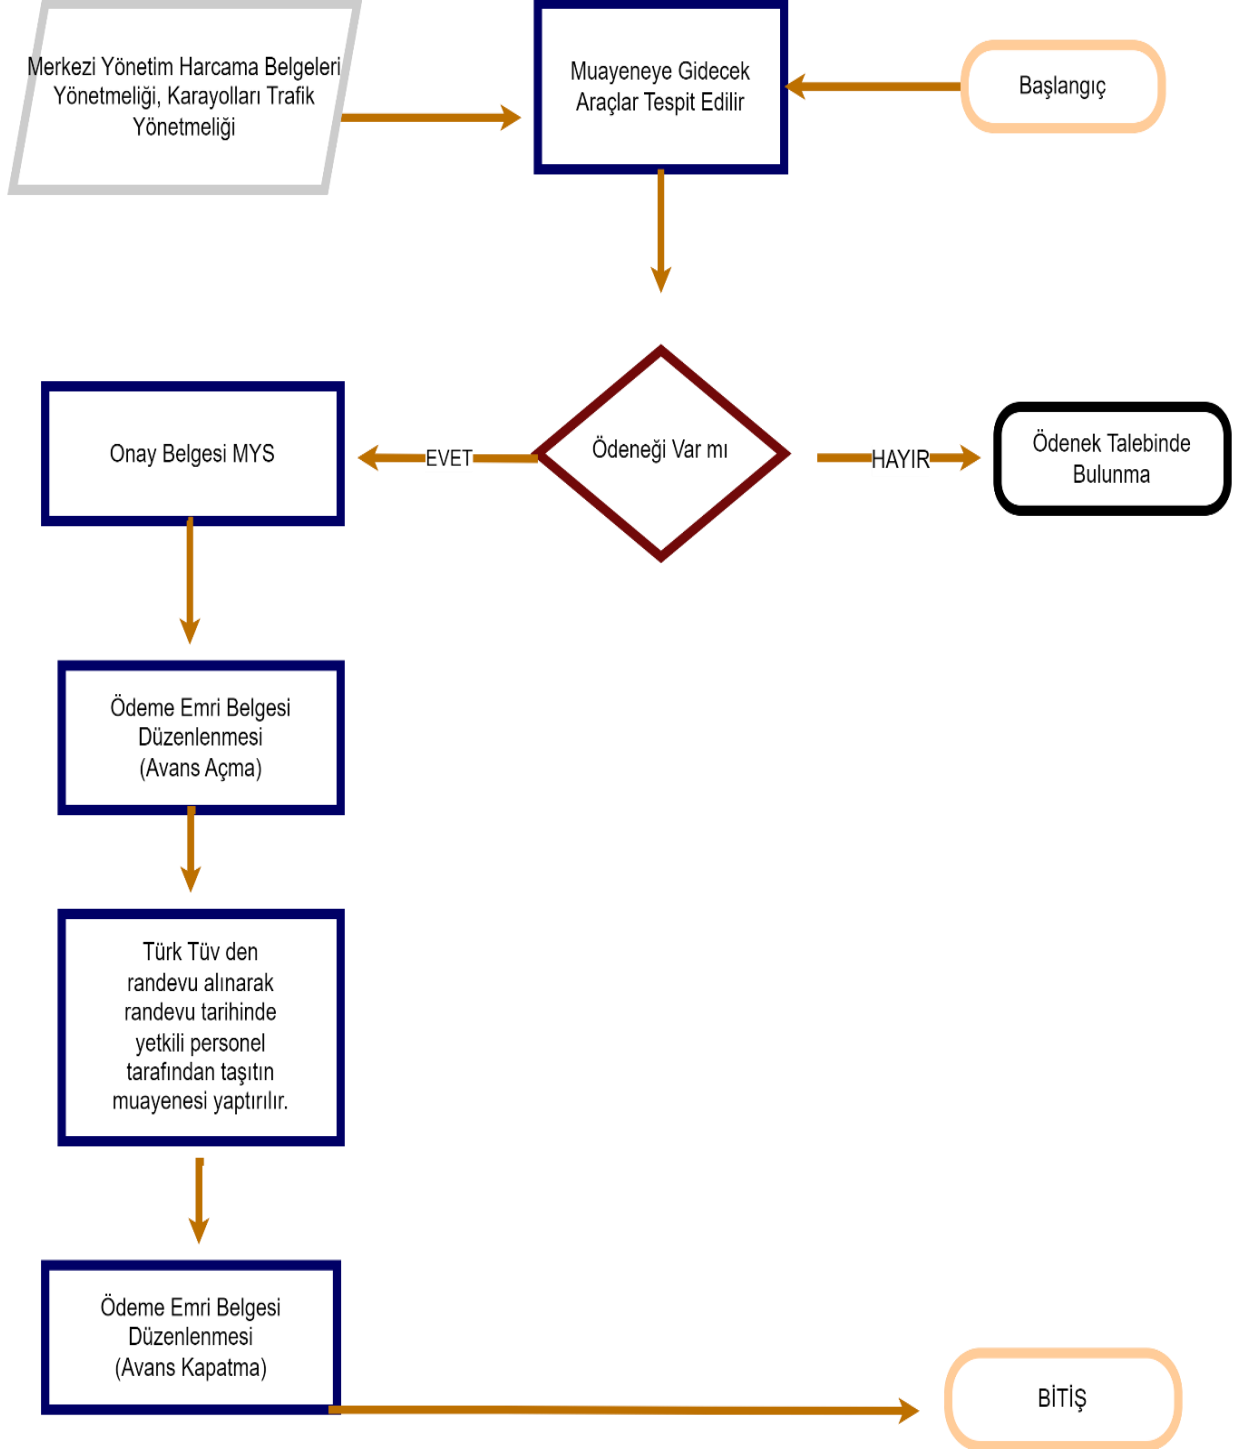 Merkezi Yönetim Harcama Belgeleri
Yönetmeliği, Karayolları Trafik
Yönetmeliği
Muayeneye Gidecek
Araçlar Tespit Edilir
Başlangıç
Onay Belgesi MYS
EVET
Ödeneği Var mı
HAYIR
Ödenek Talebinde
Bulunma
Ödeme Emri Belgesi
Düzenlenmesi
(Avans Açma)
Türk Tüv den
randevu alınarak
randevu tarihinde
yetkili personel
tarafından taşıtın
muayenesi yaptırılır.
Ödeme Emri Belgesi
Düzenlenmesi
(Avans Kapatma)
BİTİŞ